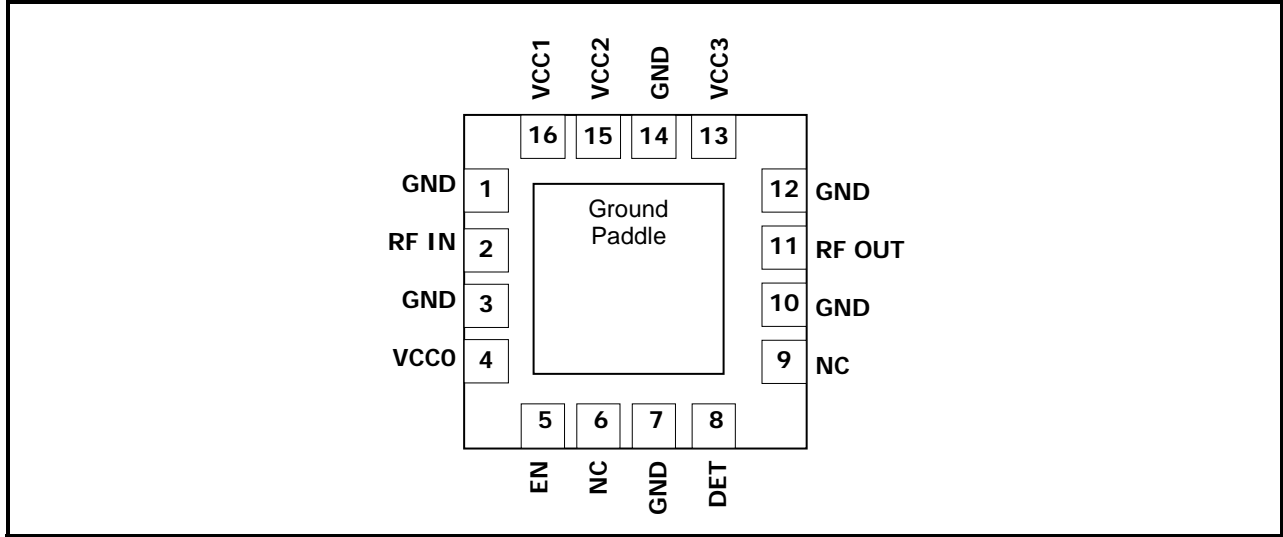 VCC1 VCC2 GND VCC3
16 15 14 13
GND 1
RF IN 2
GND 3
VCC0 4
Ground
Paddle
12 GND
11 RF OUT
10 GND
9 NC
5 6 7 8
EN NC GND DET